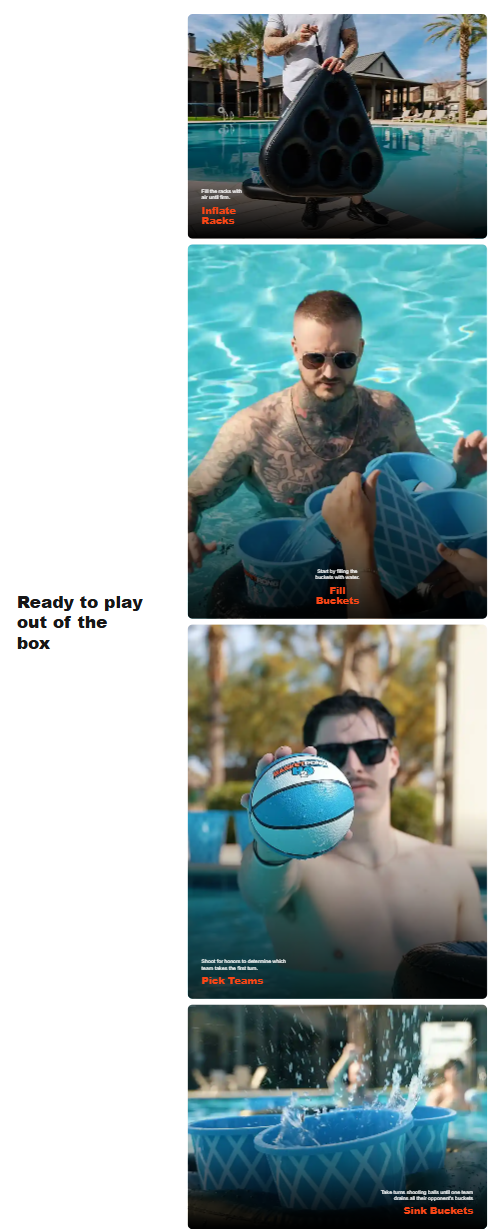 Ready to play
out of the
box
Fill the racks with
air until firm.
Inflate
Racks
Start by filling the
buckets with water.
Fill
Buckets
Shoot for honors to determine which
team takes the first turn.
Pick Teams
Take turns shooting balls until one team
drains all their opponent's buckets
Sink Buckets